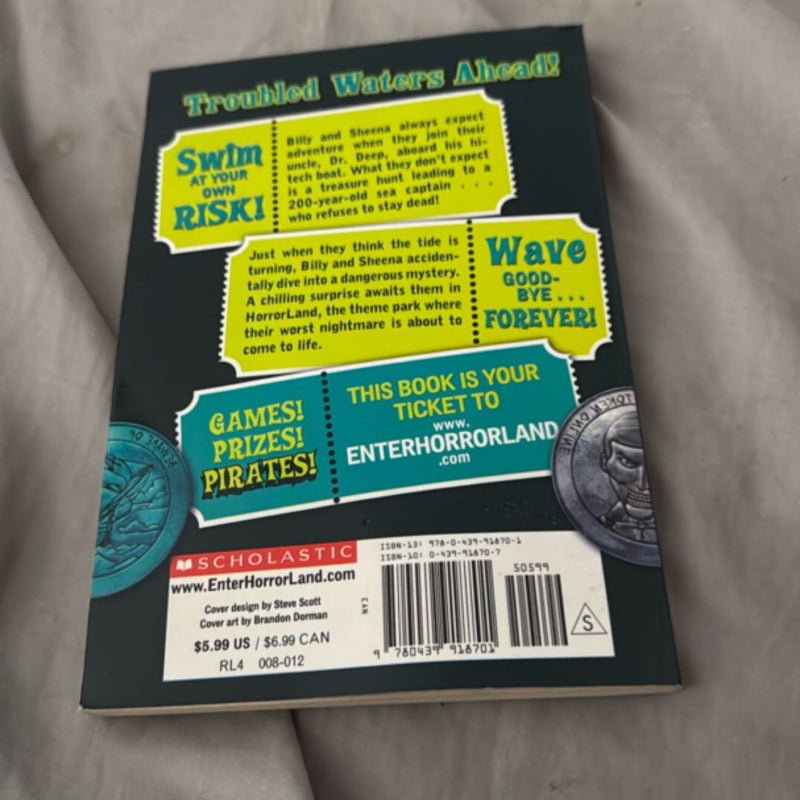 Troubled Waters Ahead!
Swim
AT YOUR
OWN
RISK!
Billy and Sheena always expect
adventure when they join their
uncle, Dr. Deep, aboard his hi-
tech boat. What they don't expect
is a treasure hunt leading to a
200-year-old sea captain . . .
who refuses to stay dead!
Just when they think the tide is
turning, Billy and Sheena acciden-
tally dive into a dangerous mystery.
A chilling surprise awaits them in
HorrorLand, the theme park where
their worst nightmare is about to
come to life.
Wave
GOOD-
BYE . . .
FOREVER!
GAMES!
PRIZES!
PIRATES!
THIS BOOK IS YOUR
TICKET TO
www.
ENTERHORRORLAND
.com
BEWARE OF
TOKEN ONLINE
SCHOLASTIC
www.EnterHorrorLand.com
Cover design by Steve Scott
Cover art by Brandon Dorman
$5.99 US / $6.99 CAN
RL4 008-012
EAN
ISBN-13: 978-0-439-91870-1
ISBN-10: 0-439-91870-7
50599
9 780439 918701
S